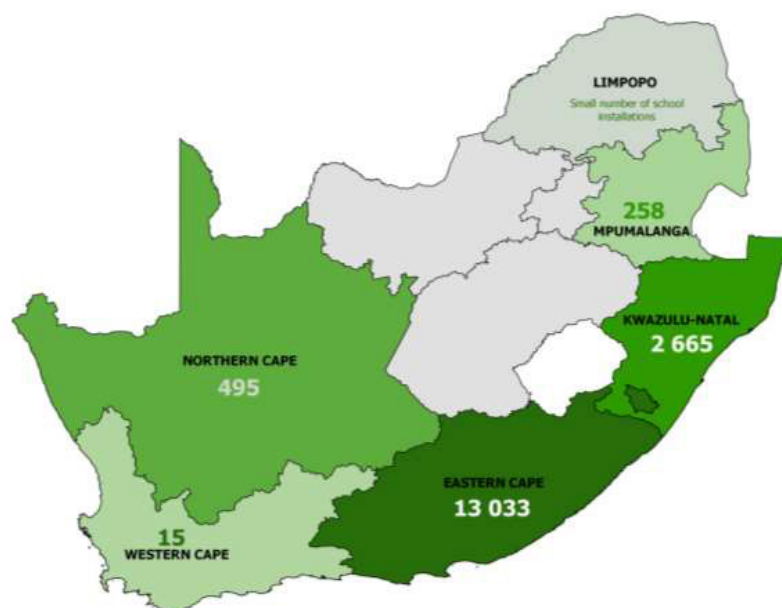 LIMPOPO
Small number of school
installations
258
MPUMALANGA
KWAZULU-NATAL
2 665
NORTHERN CAPE
495
EASTERN CAPE
13 033
15
WESTERN CAPE